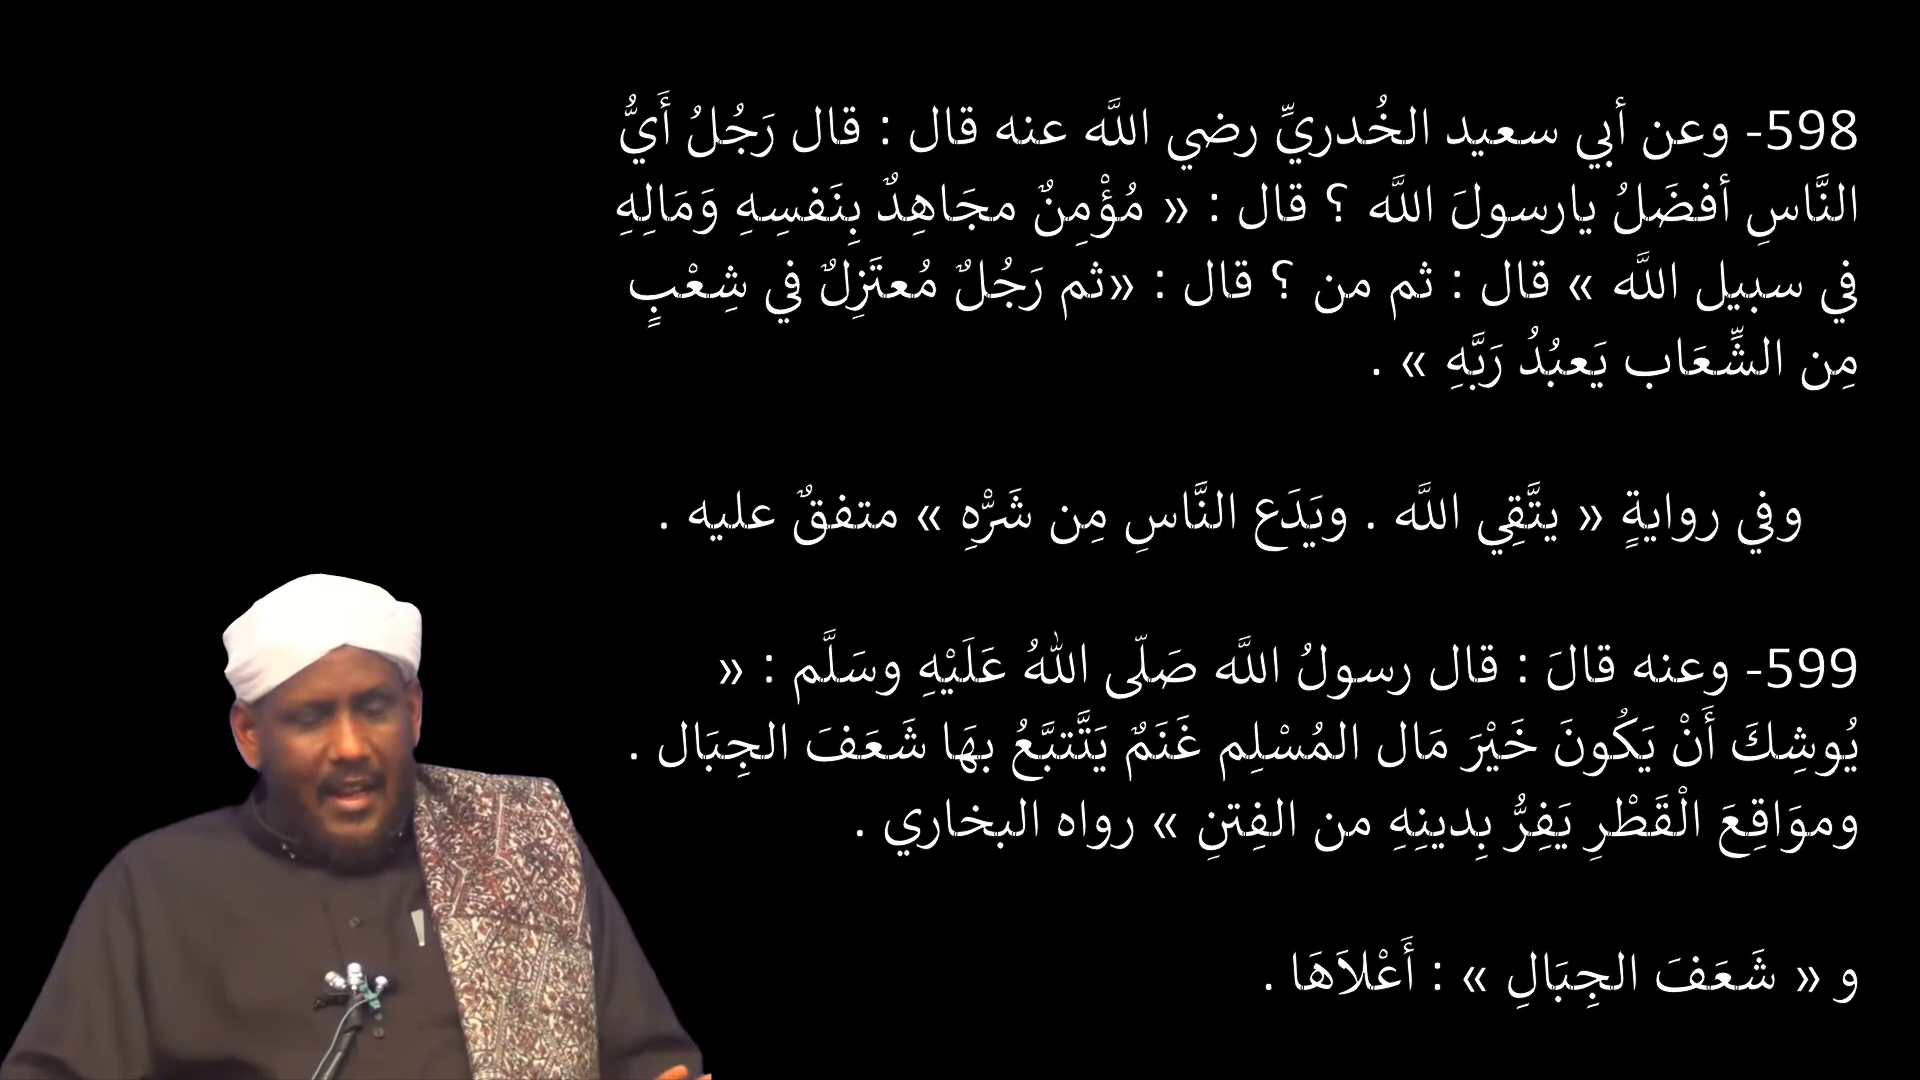 598- وعن أبي سعيد الخُدريِّ رضي اللَّه عنه قال : قال رَجُلُ أَيُّ
النَّاسِ أفضَلُ يارسولَ اللَّه ؟ قال : « مُؤْمِنٌ مجَاهِدٌ بِنَفسِهِ وَمَالِهِ
في سبيل اللَّه » قال : ثم من ؟ قال : «ثم رَجُلٌ مُعتَزِلٌ في شِعْبٍ
مِن الشِّعَاب يَعبُدُ رَبَّهِ » .
وفي روايةٍ « يتَّقِي اللَّه . ويَدَع النَّاسِ مِن شَرّْهِ » متفقٌ عليه .
599- وعنه قالَ : قال رسولُ اللَّه صَلّى اللهُ عَلَيْهِ وسَلَّم : «
يُوشِكَ أَنْ يَكُونَ خَيْرَ مَال المُسْلِم غَنَمٌ يَتَّتبَّعُ بهَا شَعَفَ الجِبَال .
وموَاقِعَ الْقَطْرِ يَفِرُّ بِدينِهِ من الفِتنِ » رواه البخاري .
و « شَعَفَ الجِبَالِ » : أَعْلاَهَا .